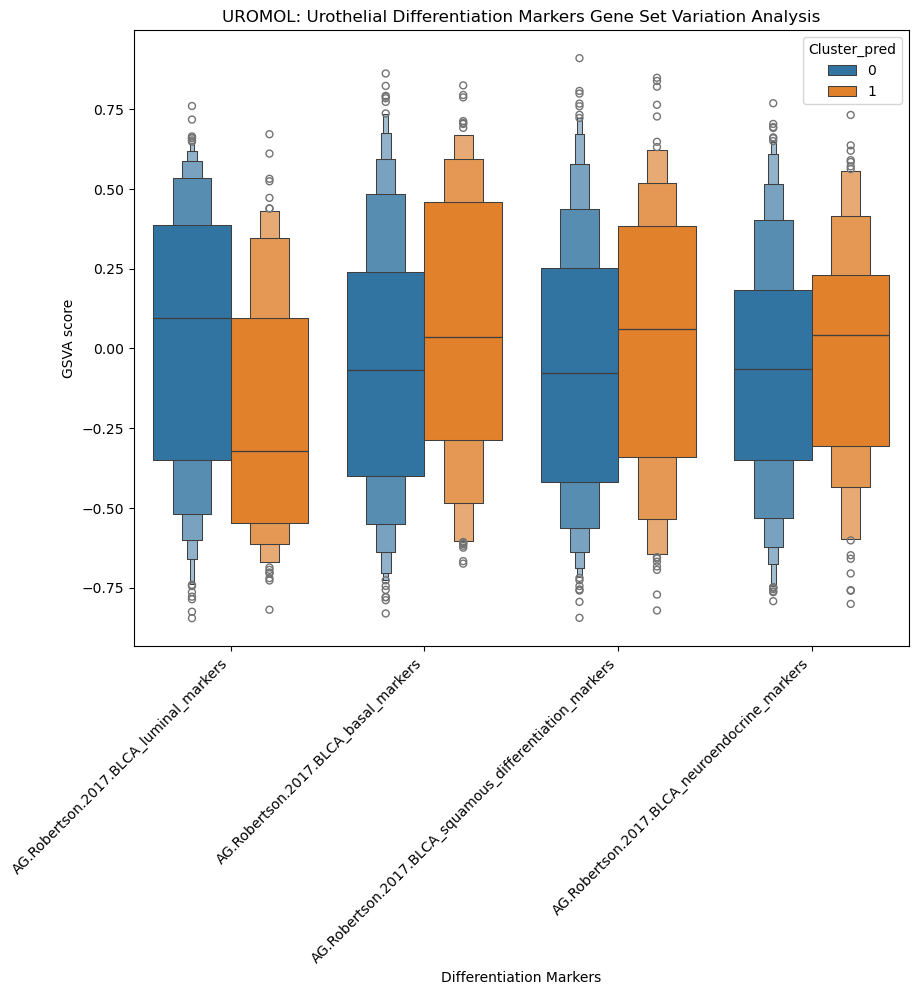 UROMOL: Urothelial Differentiation Markers Gene Set Variation Analysis
Cluster_pred
0
1
GSVA score
0.75
0.50
0.25
0.00
−0.25
−0.50
−0.75
AG.Robertson.2017.BLCA_luminal_markers
AG.Robertson.2017.BLCA_basal_markers
AG.Robertson.2017.BLCA_squamous_differentiation_markers
AG.Robertson.2017.BLCA_neuroendocrine_markers
Differentiation Markers